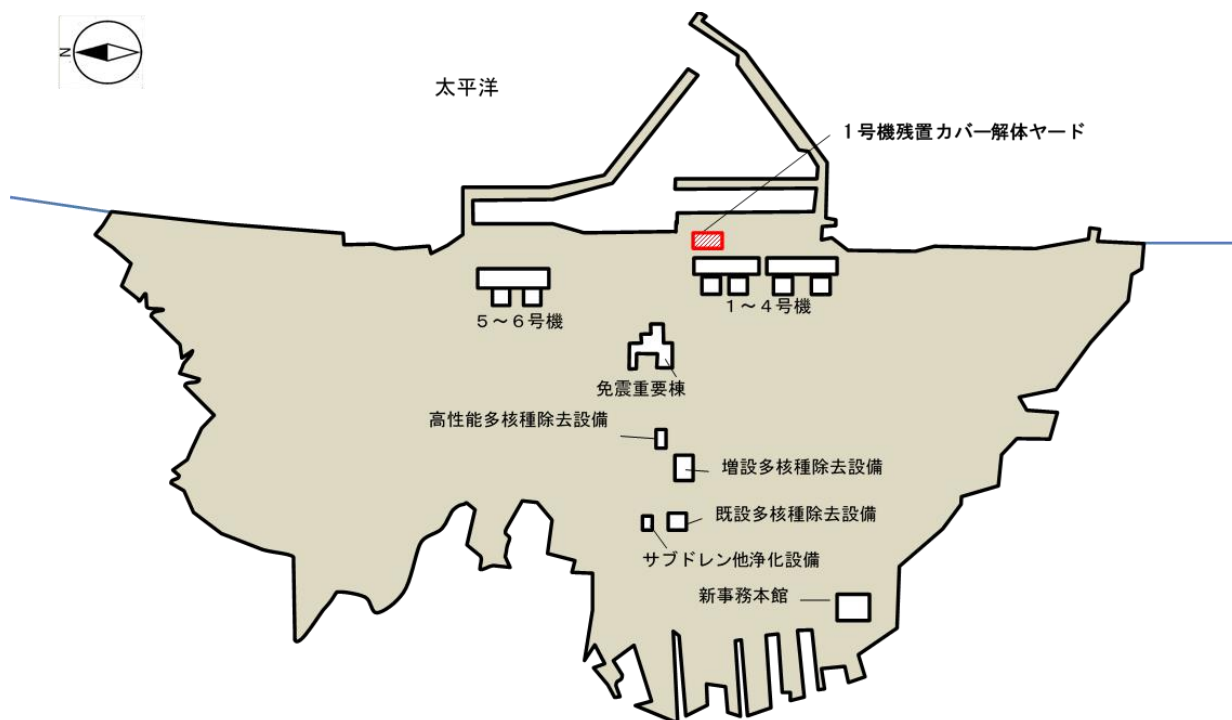 N
太平洋
1号機残置カバー解体ヤード
5～6号機
1～4号機
免震重要棟
高性能多核種除去設備
増設多核種除去設備
既設多核種除去設備
サブドレン他浄化設備
新事務本館